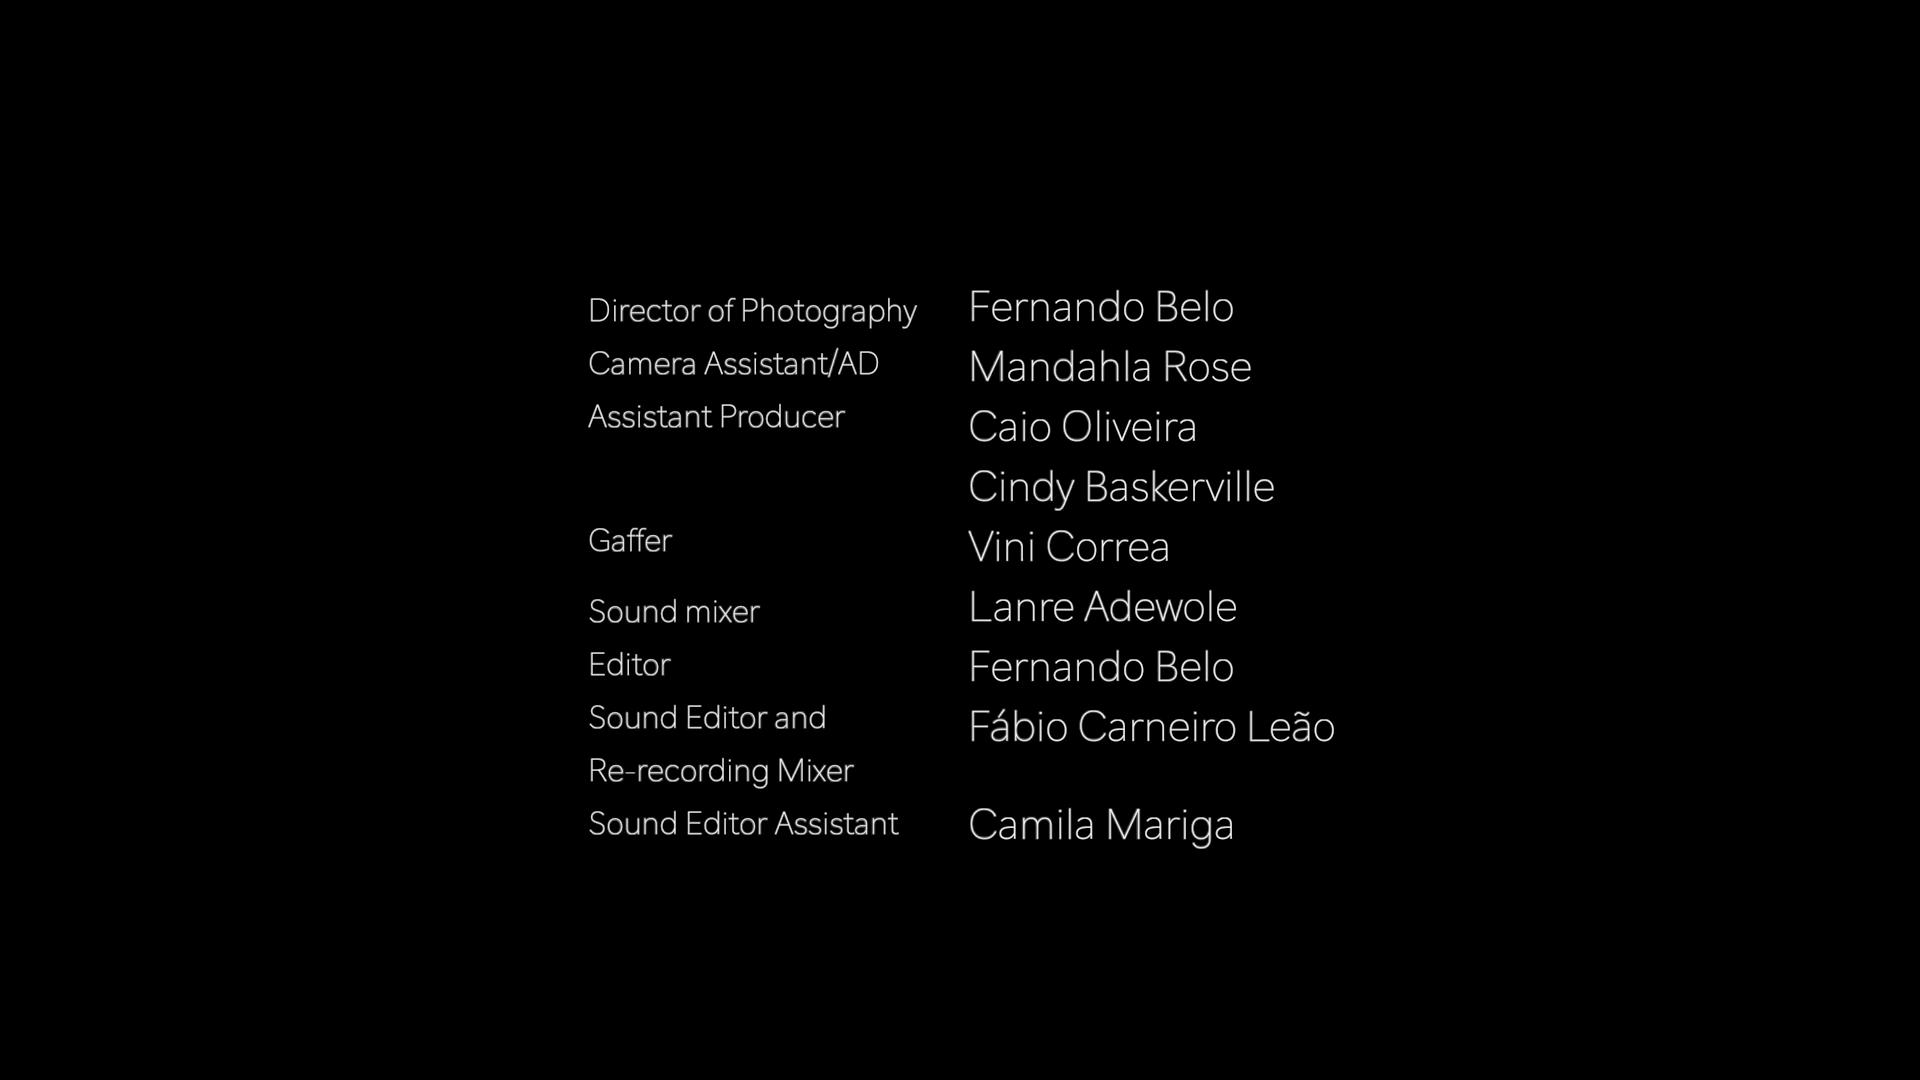 Director of Photography Fernando Belo
Camera Assistant/AD Mandahla Rose
Assistant Producer Caio Oliveira
Cindy Baskerville
Gaffer Vini Correa
Sound mixer Lanre Adewole
Editor Fernando Belo
Sound Editor and Fábio Carneiro Leão
Re-recording Mixer
Sound Editor Assistant Camila Mariga